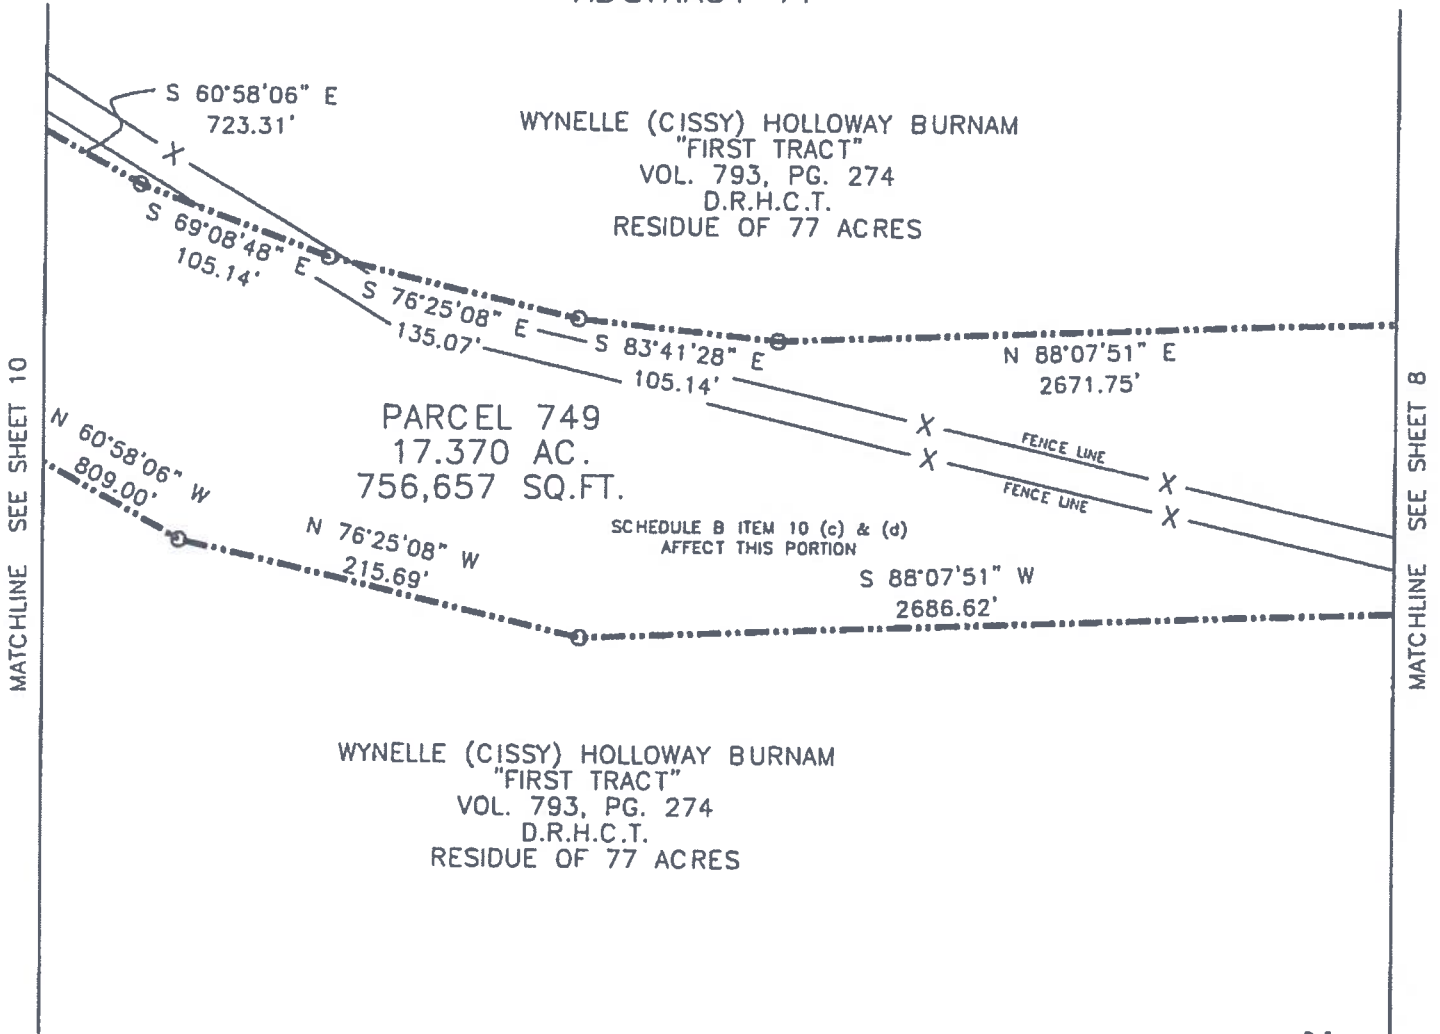 S 60°58'06" E
723.31'
WYNELLE (CISSY) HOLLOWAY BURNAM
"FIRST TRACT"
VOL. 793, PG. 274
D.R.H.C.T.
RESIDUE OF 77 ACRES
S 69°08'48" E
105.14'
S 76°25'08" E
135.07'
S 83°41'28" E
105.14'
N 88°07'51" E
2671.75'
MATCHLINE SEE SHEET 10
MATCHLINE SEE SHEET 8
N 60°58'06" W
809.00'
PARCEL 749
17.370 AC.
756,657 SQ.FT.
FENCE LINE
FENCE LINE
N 76°25'08" W
215.69'
SCHEDULE B ITEM 10 (c) & (d)
AFFECT THIS PORTION
S 88°07'51" W
2686.62'
WYNELLE (CISSY) HOLLOWAY BURNAM
"FIRST TRACT"
VOL. 793, PG. 274
D.R.H.C.T.
RESIDUE OF 77 ACRES